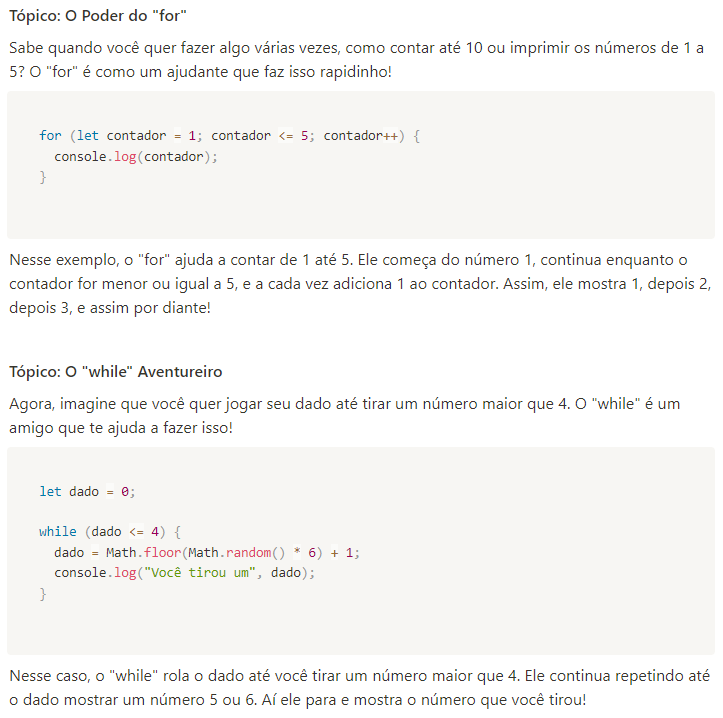 Tópico: O Poder do "for"
Sabe quando você quer fazer algo várias vezes, como contar até 10 ou imprimir os números de 1 a
5? O "for" é como um ajudante que faz isso rapidinho!
for (let contador = 1; contador <= 5; contador++) {
  console.log(contador);
}
Nesse exemplo, o "for" ajuda a contar de 1 até 5. Ele começa do número 1, continua enquanto o
contador for menor ou igual a 5, e a cada vez adiciona 1 ao contador. Assim, ele mostra 1, depois 2,
depois 3, e assim por diante!
Tópico: O "while" Aventureiro
Agora, imagine que você quer jogar seu dado até tirar um número maior que 4. O "while" é um
amigo que te ajuda a fazer isso!
let dado = 0;
while (dado <= 4) {
  dado = Math.floor(Math.random() * 6) + 1;
  console.log("Você tirou um", dado);
}
Nesse caso, o "while" rola o dado até você tirar um número maior que 4. Ele continua repetindo até
o dado mostrar um número 5 ou 6. Aí ele para e mostra o número que você tirou!